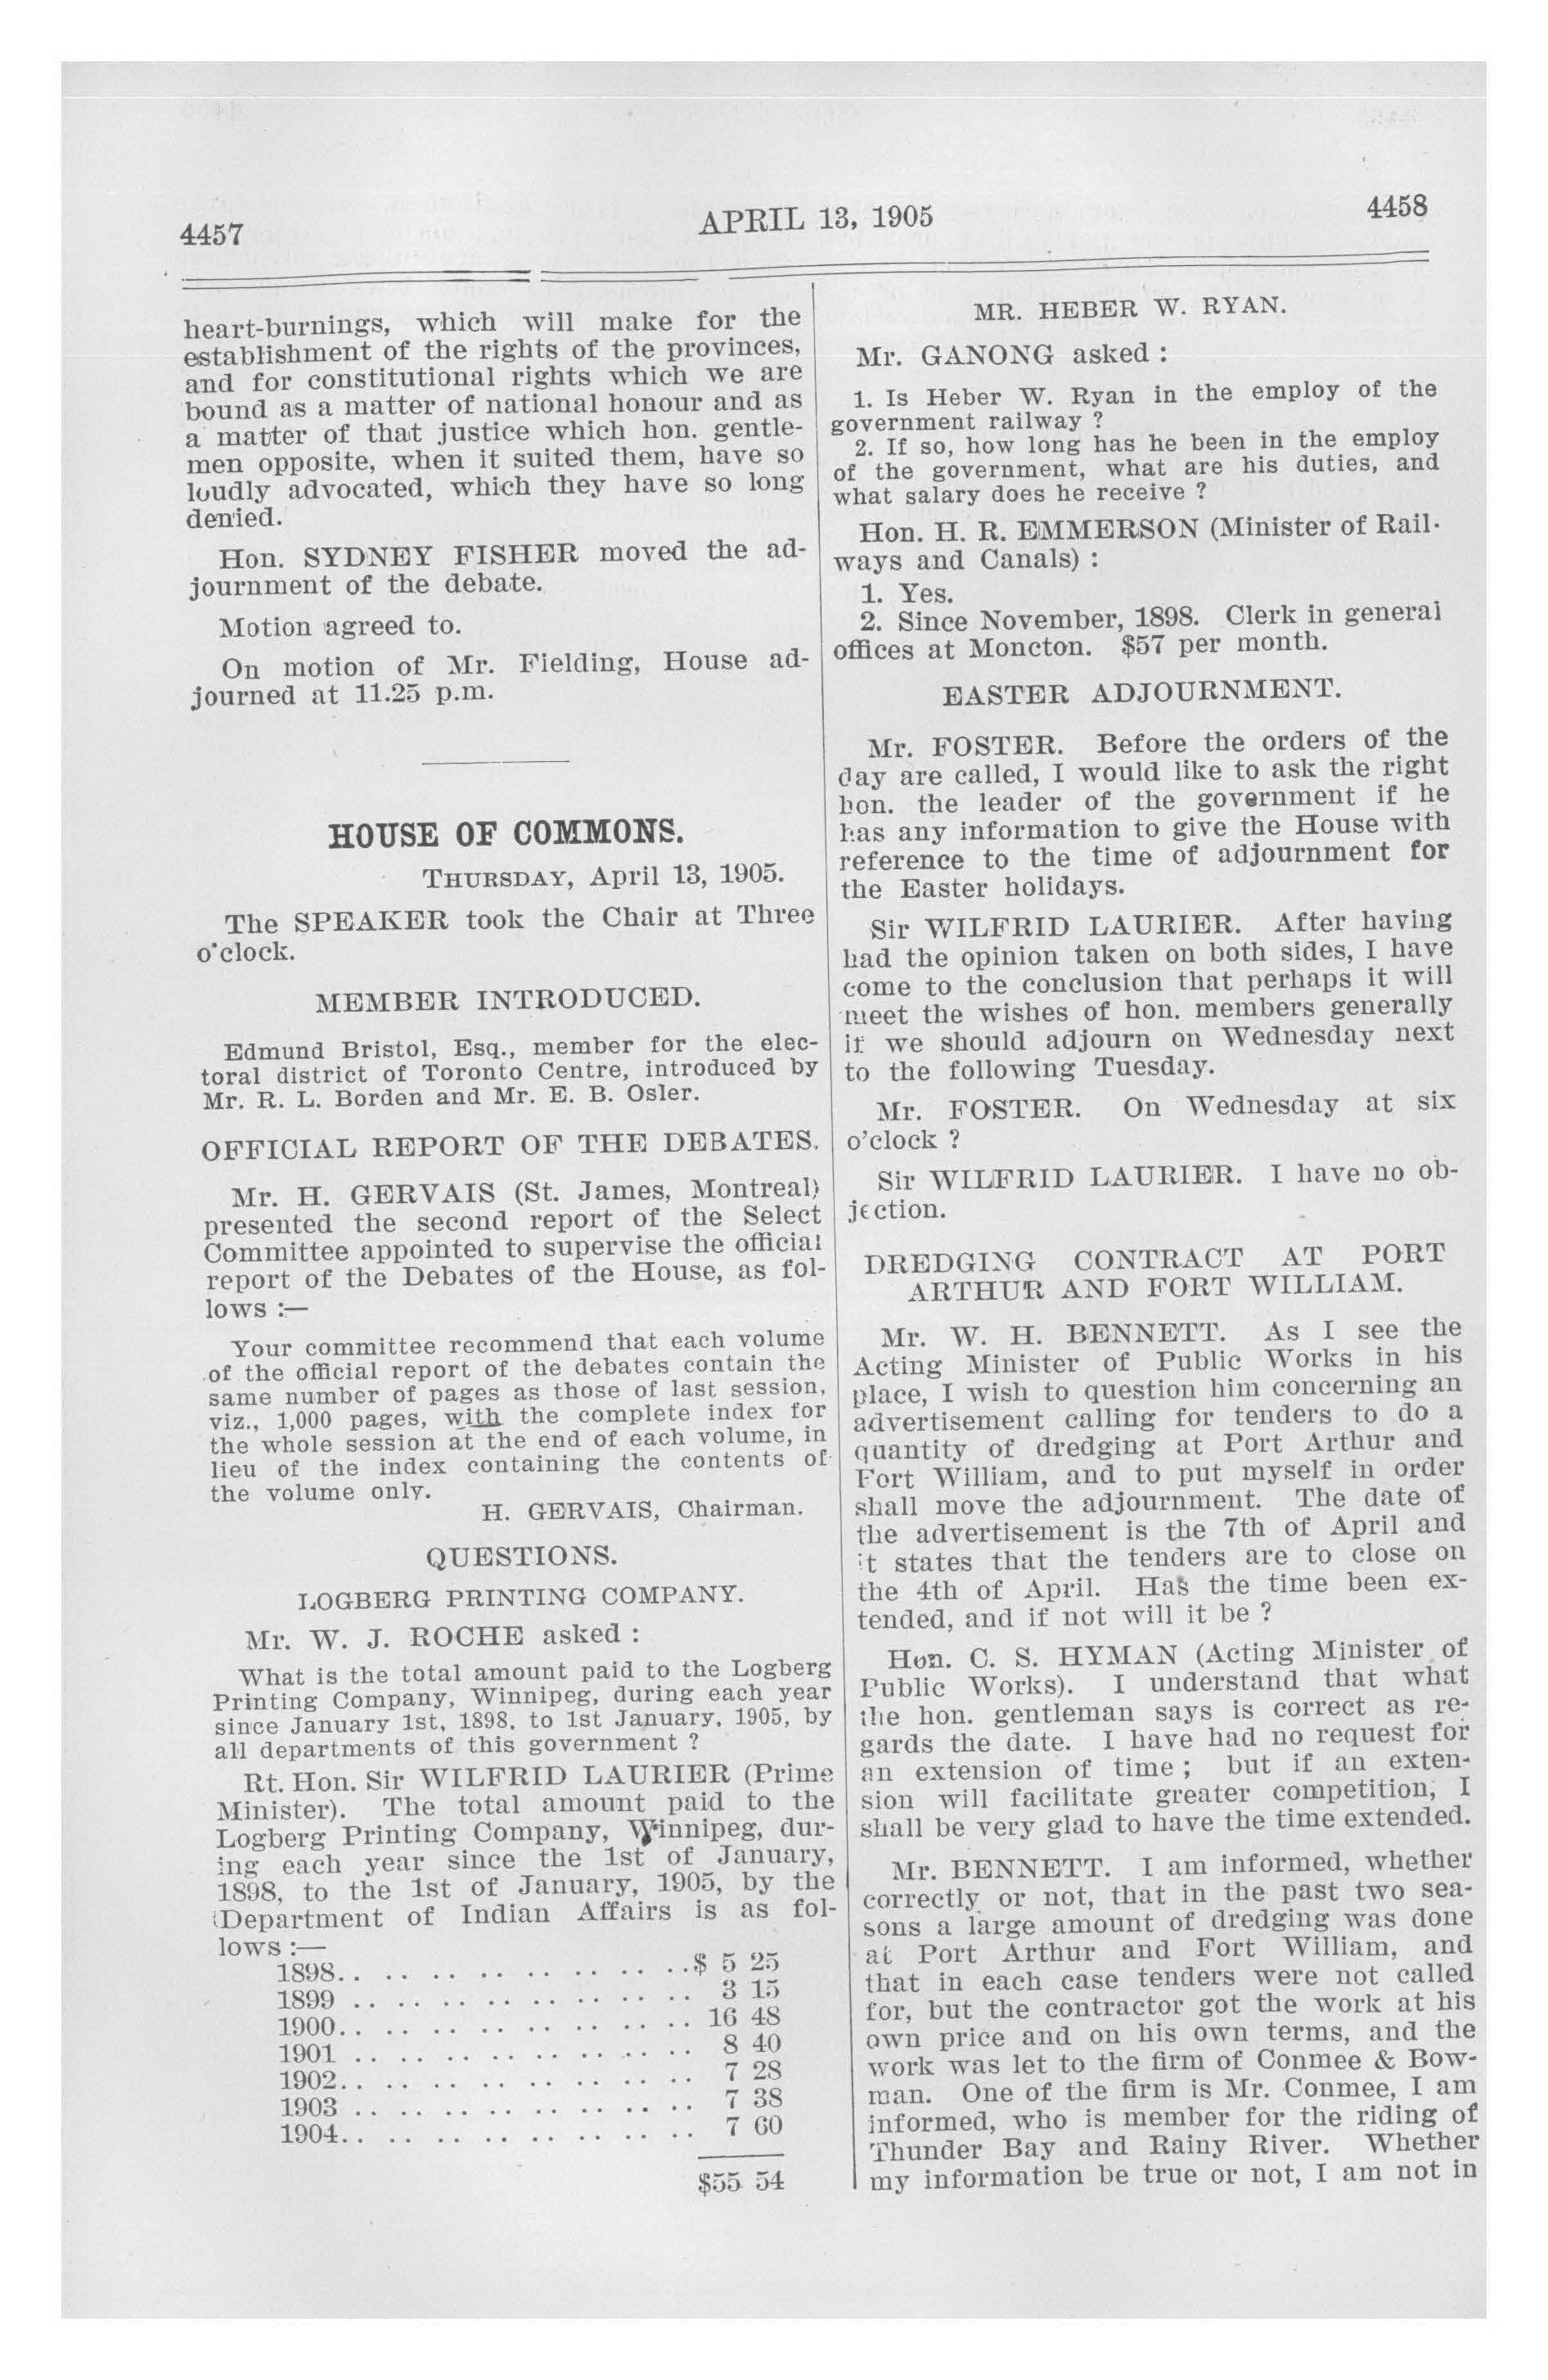 4457
APRIL 13, 1905
4458
heart-burnings, which will make for the
establishment of the rights of the provinces,
and for constitutional rights which we are
bound as a matter of national honour and as
a matter of that justice which hon. gentle-
men opposite, when it suited them, have so
loudly advocated, which they have so long
denied.
Hon. SYDNEY FISHER moved the ad-
journment of the debate.
Motion agreed to.
On motion of Mr. Fielding, House ad-
journed at 11.25 p.m.
HOUSE OF COMMONS.
THURSDAY, April 13, 1905.
The SPEAKER took the Chair at Three
o'clock.
MEMBER INTRODUCED.
Edmund Bristol, Esq., member for the elec-
toral district of Toronto Centre, introduced by
Mr. R. L. Borden and Mr. E. B. Osler.
OFFICIAL REPORT OF THE DEBATES.
Mr. H. GERVAIS (St. James, Montreal)
presented the second report of the Select
Committee appointed to supervise the official
report of the Debates of the House, as fol-
lows :—
Your committee recommend that each volume
of the official report of the debates contain the
same number of pages as those of last session,
viz., 1,000 pages, with the complete index for
the whole session at the end of each volume, in
lieu of the index containing the contents of
the volume only.
H. GERVAIS, Chairman.
QUESTIONS.
LOGBERG PRINTING COMPANY.
Mr. W. J. ROCHE asked :
What is the total amount paid to the Logberg
Printing Company, Winnipeg, during each year
since January 1st, 1898, to 1st January, 1905, by
all departments of this government ?
Rt. Hon. Sir WILFRID LAURIER (Prime
Minister). The total amount paid to the
Logberg Printing Company, Winnipeg, dur-
ing each year since the 1st of January,
1898, to the 1st of January, 1905, by the
Department of Indian Affairs is as fol-
lows :—
1898.. .. .. .. .. .. .. ..$ 5 25
1899 .. .. .. .. .. .. .. .. 3 15
1900.. .. .. .. .. .. .. .. 16 48
1901 .. .. .. .. .. .. .. .. 8 40
1902.. .. .. .. .. .. .. .. 7 28
1903 .. .. .. .. .. .. .. .. 7 38
1904.. .. .. .. .. .. .. .. 7 60
$55 54
MR. HEBER W. RYAN.
Mr. GANONG asked :
1. Is Heber W. Ryan in the employ of the
government railway ?
2. If so, how long has he been in the employ
of the government, what are his duties, and
what salary does he receive ?
Hon. H. R. EMMERSON (Minister of Rail-
ways and Canals) :
1. Yes.
2. Since November, 1898. Clerk in general
offices at Moncton. $57 per month.
EASTER ADJOURNMENT.
Mr. FOSTER. Before the orders of the
day are called, I would like to ask the right
hon. the leader of the government if he
has any information to give the House with
reference to the time of adjournment for
the Easter holidays.
Sir WILFRID LAURIER. After having
had the opinion taken on both sides, I have
come to the conclusion that perhaps it will
meet the wishes of hon. members generally
if we should adjourn on Wednesday next
to the following Tuesday.
Mr. FOSTER. On Wednesday at six
o'clock ?
Sir WILFRID LAURIER. I have no ob-
jection.
DREDGING CONTRACT AT PORT
ARTHUR AND FORT WILLIAM.
Mr. W. H. BENNETT. As I see the
Acting Minister of Public Works in his
place, I wish to question him concerning an
advertisement calling for tenders to do a
quantity of dredging at Port Arthur and
Fort William, and to put myself in order
shall move the adjournment. The date of
the advertisement is the 7th of April and
it states that the tenders are to close on
the 4th of April. Has the time been ex-
tended, and if not will it be ?
Hon. C. S. HYMAN (Acting Minister of
Public Works). I understand that what
the hon. gentleman says is correct as re-
gards the date. I have had no request for
an extension of time ; but if an exten-
sion will facilitate greater competition, I
shall be very glad to have the time extended.
Mr. BENNETT. I am informed, whether
correctly or not, that in the past two sea-
sons a large amount of dredging was done
at Port Arthur and Fort William, and
that in each case tenders were not called
for, but the contractor got the work at his
own price and on his own terms, and the
work was let to the firm of Conmee & Bow-
man. One of the firm is Mr. Conmee, I am
informed, who is member for the riding of
Thunder Bay and Rainy River. Whether
my information be true or not, I am not in